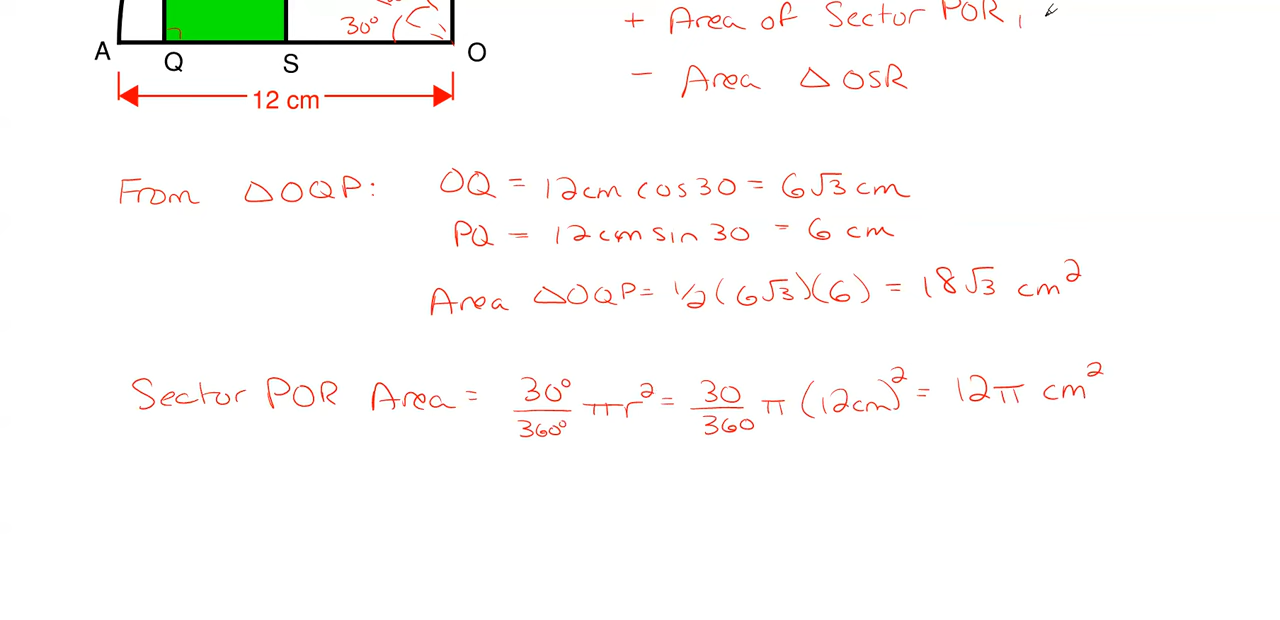 + Area of Sector POR,
30°
A
Q
S
O
- Area △OSR
12 cm
From △OQP: OQ = 12cm cos 30 = 6√3 cm
PQ = 12cm sin 30 = 6 cm
Area △OQP = 1/2 (6√3)(6) = 18√3 cm²
Sector POR Area = 30°/360° πr² = 30/360 π (12cm)² = 12π cm²